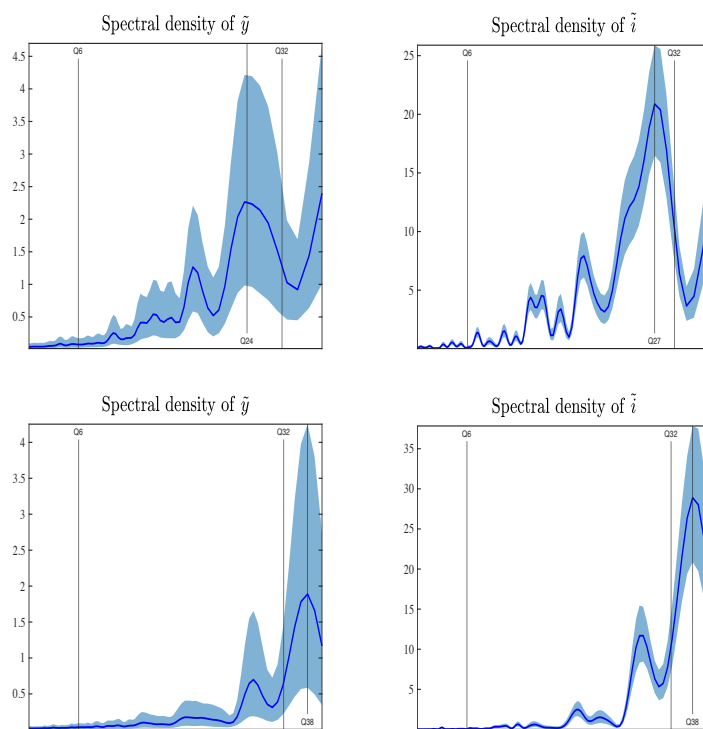 Spectral density of ỹ
Q6
Q32
4.5
4
3.5
3
2.5
2
1.5
1
0.5
Q24
Spectral density of ĩ
Q6
Q32
25
20
15
10
5
Q27
Spectral density of ỹ
Q6
Q32
4
3.5
3
2.5
2
1.5
1
0.5
Q38
Spectral density of ĩ
Q6
Q32
35
30
25
20
15
10
5
Q38